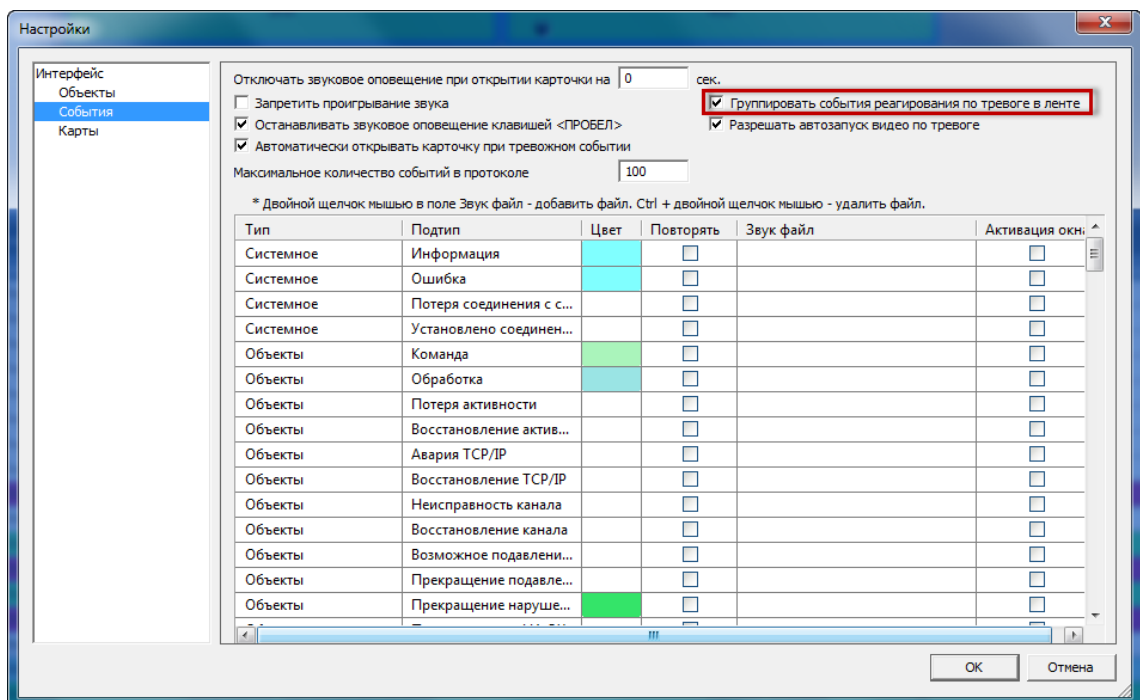 Настройки
Интерфейс
Объекты
События
Карты
Отключать звуковое оповещение при открытии карточки на 0 сек.
Запретить проигрывание звука
Группировать события реагирования по тревоге в ленте
Останавливать звуковое оповещение клавишей <ПРОБЕЛ>
Разрешать автозапуск видео по тревоге
Автоматически открывать карточку при тревожном событии
Максимальное количество событий в протоколе 100
* Двойной щелчок мышью в поле Звук файл - добавить файл. Ctrl + двойной щелчок мышью - удалить файл.
Тип Подтип Цвет Повторять Звук файл Активация окна
Системное Информация
Системное Ошибка
Системное Потеря соединения с с...
Системное Установлено соединен...
Объекты Команда
Объекты Обработка
Объекты Потеря активности
Объекты Восстановление актив...
Объекты Авария TCP/IP
Объекты Восстановление TCP/IP
Объекты Неисправность канала
Объекты Восстановление канала
Объекты Возможное подавлени...
Объекты Прекращение подавле...
Объекты Прекращение наруше...
OK Отмена